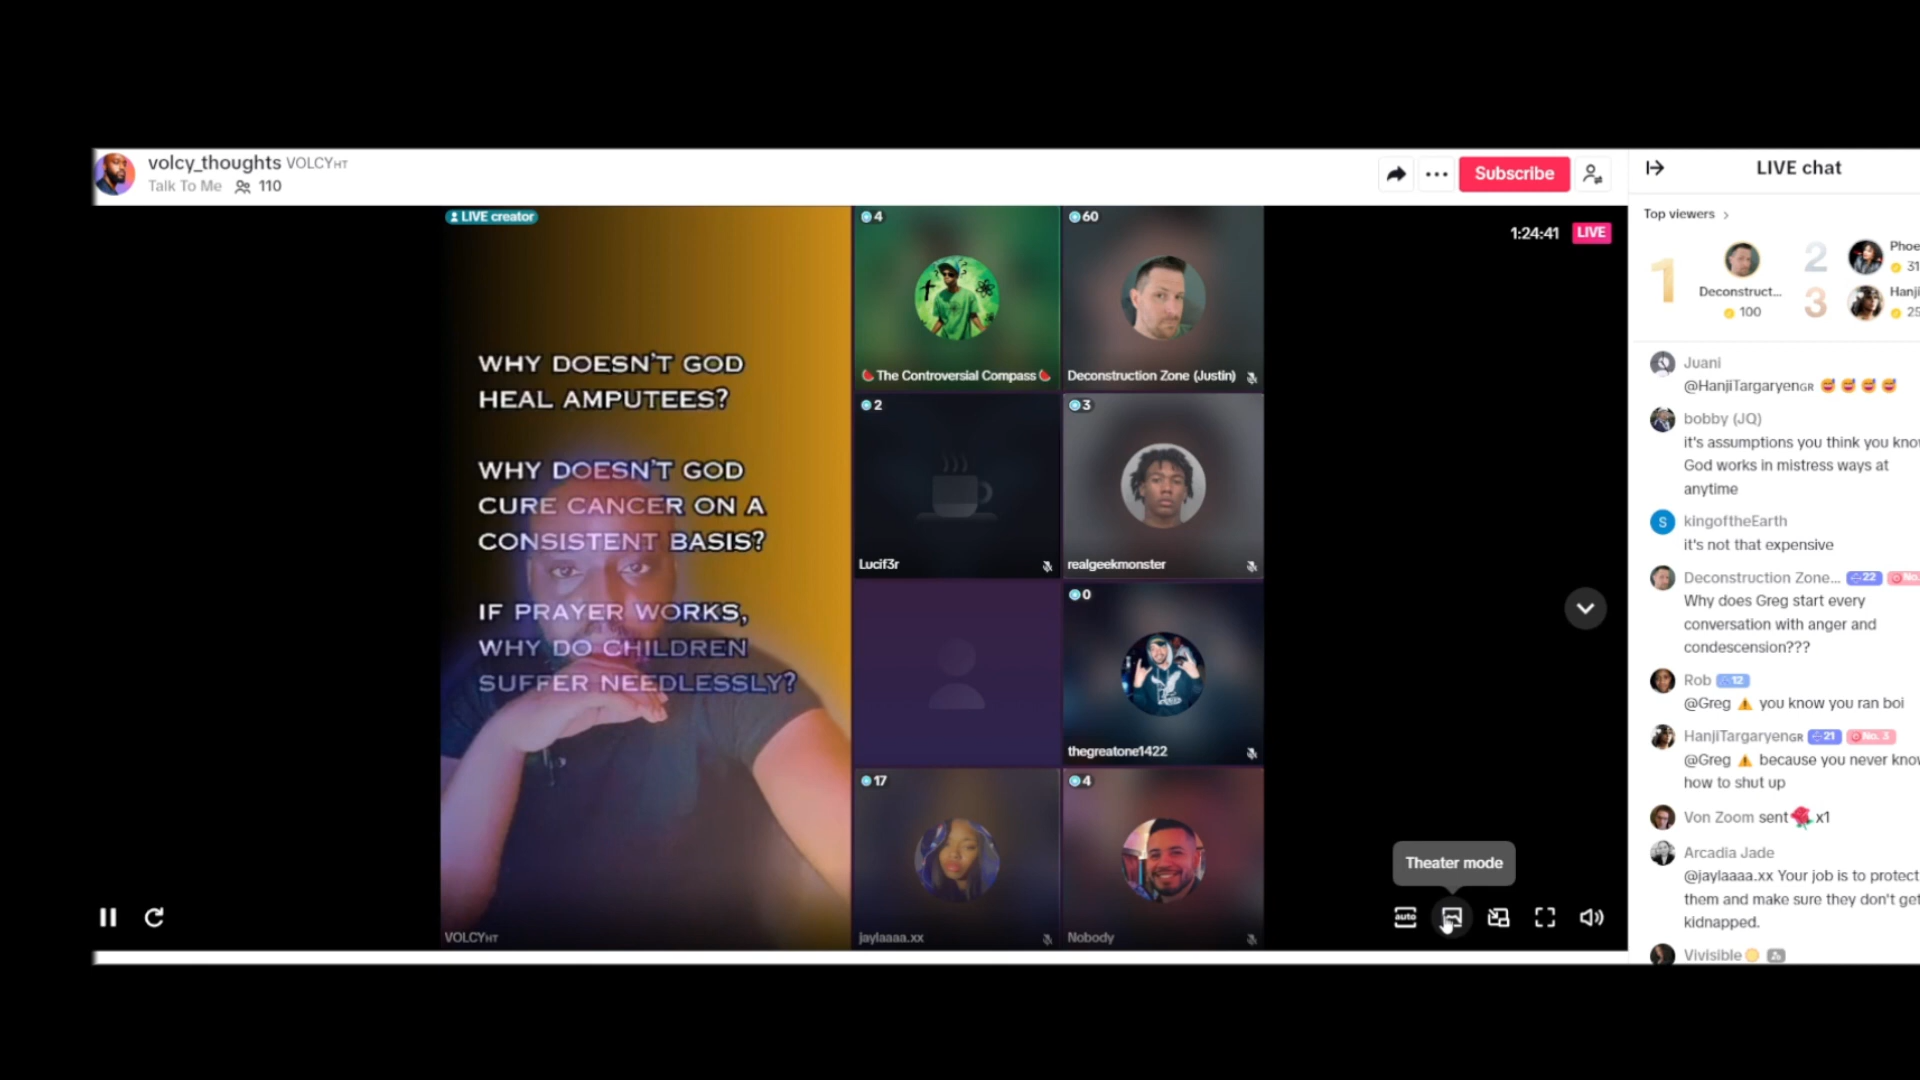 volcy_thoughts VOLCYHT
Talk To Me 110
Subscribe
LIVE chat
LIVE creator
4
60
1:24:41 LIVE
Top viewers
1
Deconstruct...
100
2
Phoe
31
3
Hanji
25
WHY DOESN'T GOD
HEAL AMPUTEES?
WHY DOESN'T GOD
CURE CANCER ON A
CONSISTENT BASIS?
IF PRAYER WORKS,
WHY DO CHILDREN
SUFFER NEEDLESSLY?
VOLCYHT
🍉The Controversial Compass🍉
Deconstruction Zone (Justin)
2
3
Lucif3r
realgeekmonster
0
thegreatone1422
17
4
jaylaaaa.xx
Nobody
Theater mode
auto
Juani
@HanjiTargaryenGR 😅 😅 😅 😅
bobby (JQ)
it's assumptions you think you know
God works in mistress ways at
anytime
S
kingoftheEarth
it's not that expensive
Deconstruction Zone... 22 No.
Why does Greg start every
conversation with anger and
condescension???
Rob 12
@Greg ⚠️ you know you ran boi
HanjiTargaryenGR 21 No. 3
@Greg ⚠️ because you never know
how to shut up
Von Zoom sent🌹x1
Arcadia Jade
@jaylaaaa.xx Your job is to protect
them and make sure they don't get
kidnapped.
Vivisible